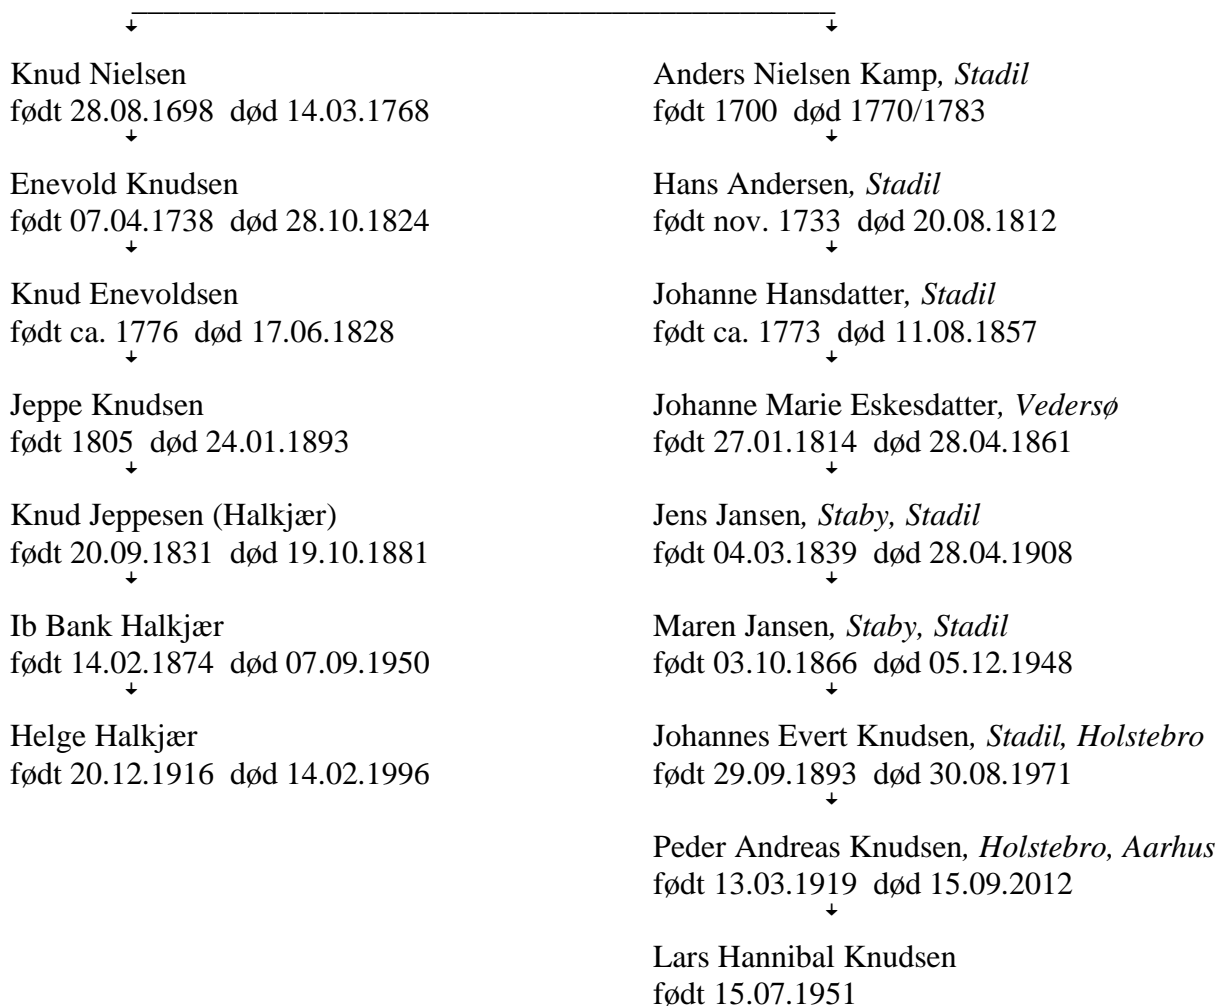 Knud Nielsen
født 28.08.1698 død 14.03.1768
Enevold Knudsen
født 07.04.1738 død 28.10.1824
Knud Enevoldsen
født ca. 1776 død 17.06.1828
Jeppe Knudsen
født 1805 død 24.01.1893
Knud Jeppesen (Halkjær)
født 20.09.1831 død 19.10.1881
Ib Bank Halkjær
født 14.02.1874 død 07.09.1950
Helge Halkjær
født 20.12.1916 død 14.02.1996
Anders Nielsen Kamp, Stadil
født 1700 død 1770/1783
Hans Andersen, Stadil
født nov. 1733 død 20.08.1812
Johanne Hansdatter, Stadil
født ca. 1773 død 11.08.1857
Johanne Marie Eskesdatter, Vedersø
født 27.01.1814 død 28.04.1861
Jens Jansen, Staby, Stadil
født 04.03.1839 død 28.04.1908
Maren Jansen, Staby, Stadil
født 03.10.1866 død 05.12.1948
Johannes Evert Knudsen, Stadil, Holstebro
født 29.09.1893 død 30.08.1971
Peder Andreas Knudsen, Holstebro, Aarhus
født 13.03.1919 død 15.09.2012
Lars Hannibal Knudsen
født 15.07.1951